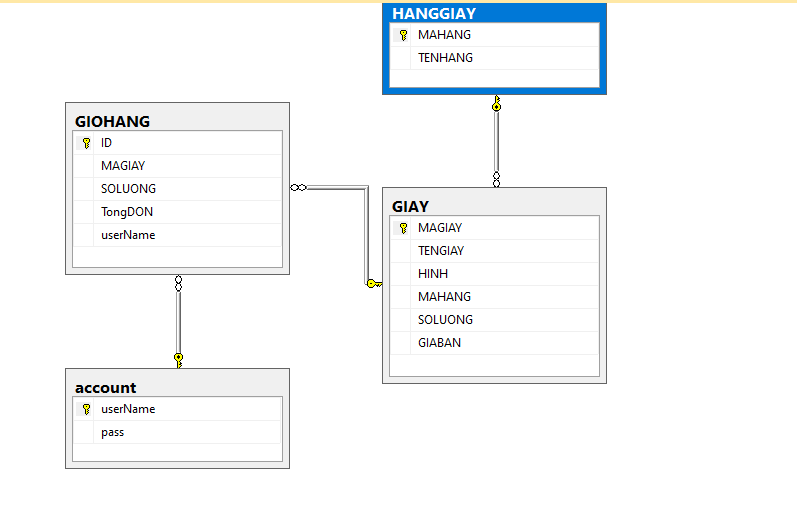 HANGGIAY
MAHANG
TENHANG
GIOHANG
ID
MAGIAY
SOLUONG
TongDON
userName
GIAY
MAGIAY
TENGIAY
HINH
MAHANG
SOLUONG
GIABAN
account
userName
pass